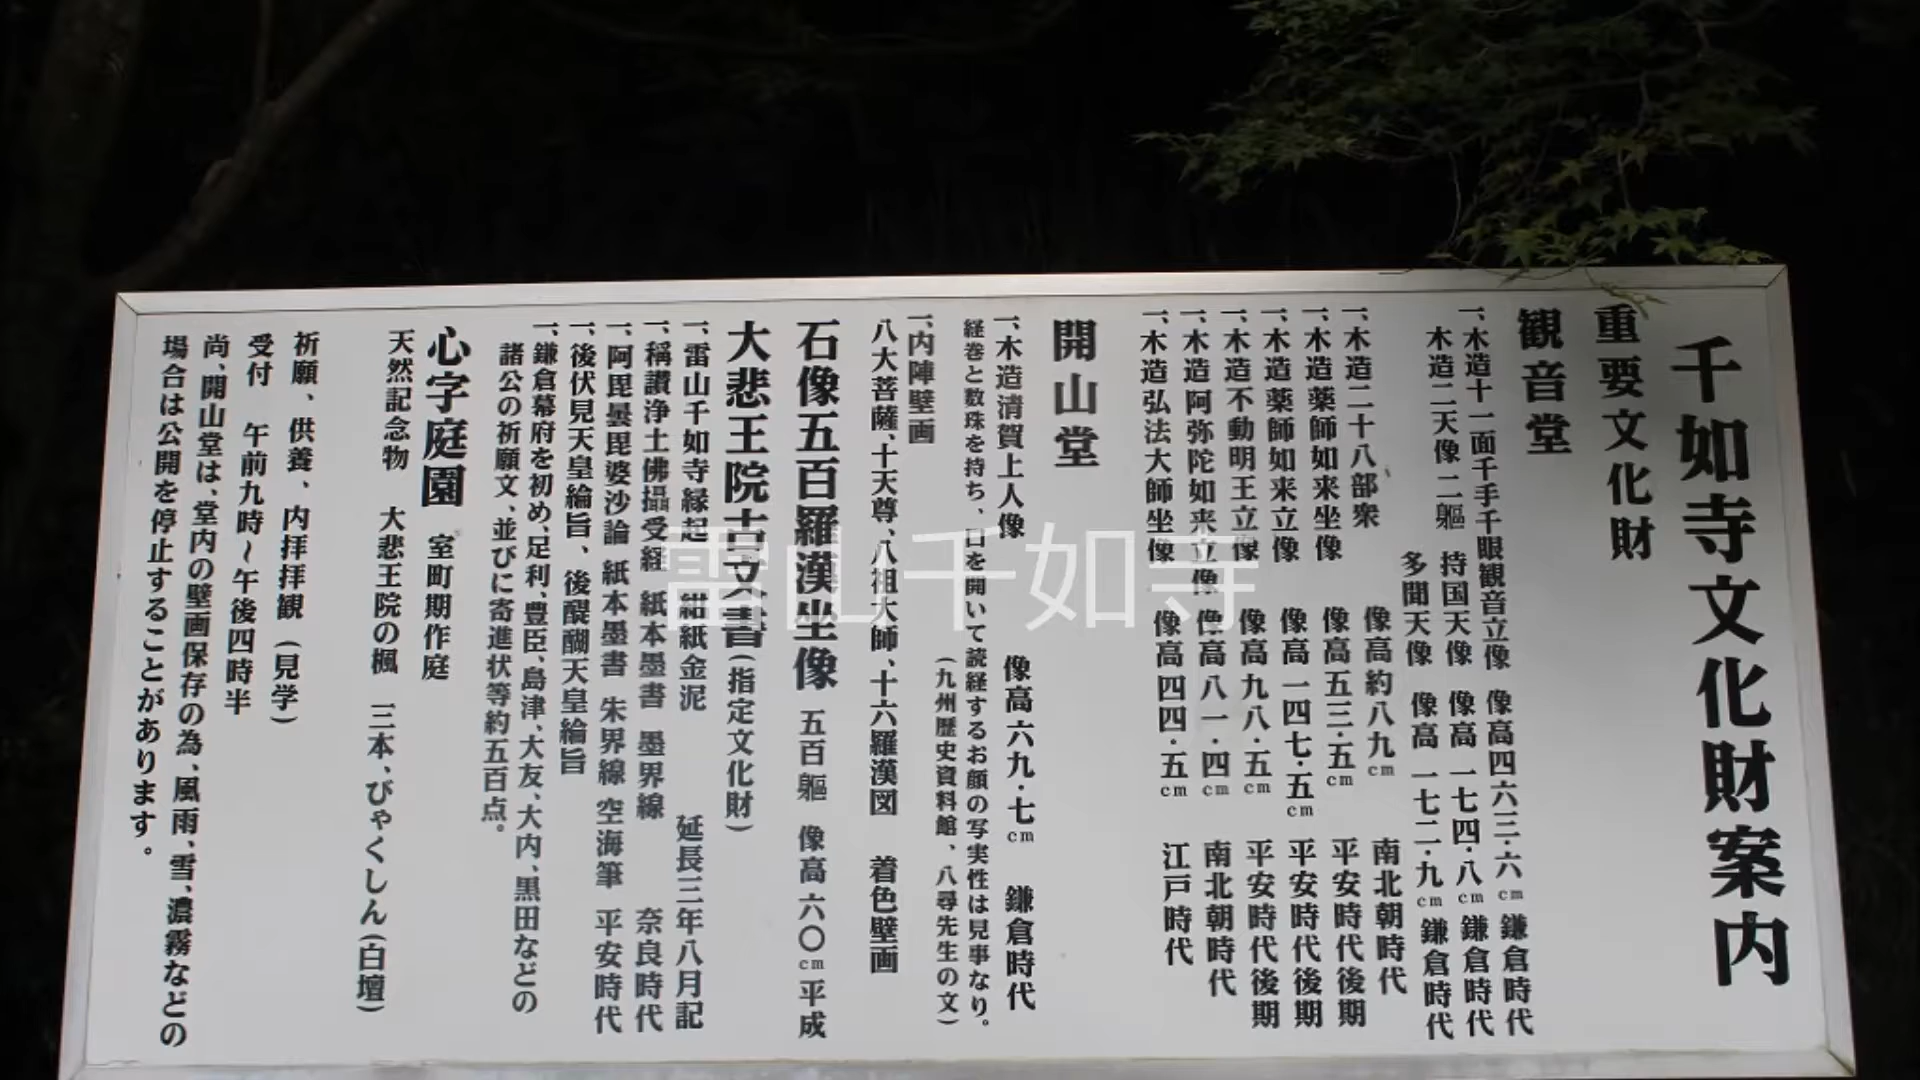 千如寺文化財案内
重要文化財
観音堂
一、木造十一面千手千眼観音立像 像高四六三・六cm 鎌倉時代
木造二天像 二軀 持国天像 像高 一七四・八cm 鎌倉時代
多聞天像 像高 一七二・九cm 鎌倉時代
一、木造二十八部衆 像高約八九cm 南北朝時代
一、木造薬師如来坐像 像高五三・五cm 平安時代後期
一、木造薬師如来立像 像高一四七・五cm 平安時代後期
一、木造不動明王立像 像高九八・五cm 平安時代後期
一、木造阿弥陀如来立像 像高八一・四cm 南北朝時代
一、木造弘法大師坐像 像高四四・五cm 江戸時代
開山堂
一、木造清賀上人像 像高六九・七cm 鎌倉時代
経巻と数珠を持ち、口を開いて読経するお顔の写実性は見事なり。
(九州歴史資料館、八尋先生の文)
一、内陣壁画
八大菩薩、十天尊、八祖大師、十六羅漢図 着色壁画
石像五百羅漢坐像 五百軀 像高六〇cm 平成
大悲王院古文書(指定文化財)
一、雷山千如寺縁起 紺紙金泥 延長三年八月記
一、稱讃浄土佛攝受経 紙本墨書 墨界線 奈良時代
一、阿毘曇毘婆沙論 紙本墨書 朱界線 空海筆 平安時代
一、後伏見天皇綸旨、後醍醐天皇綸旨
一、鎌倉幕府を初め、足利、豊臣、島津、大友、大内、黒田などの
諸公の祈願文、並びに寄進状等約五百点。
心字庭園 室町期作庭
天然記念物 大悲王院の楓 三本、びゃくしん(白壇)
祈願、供養、内拝拝観(見学)
受付 午前九時~午後四時半
尚、開山堂は、堂内の壁画保存の為、風雨、雪、濃霧などの
場合は公開を停止することがあります。
雷山千如寺